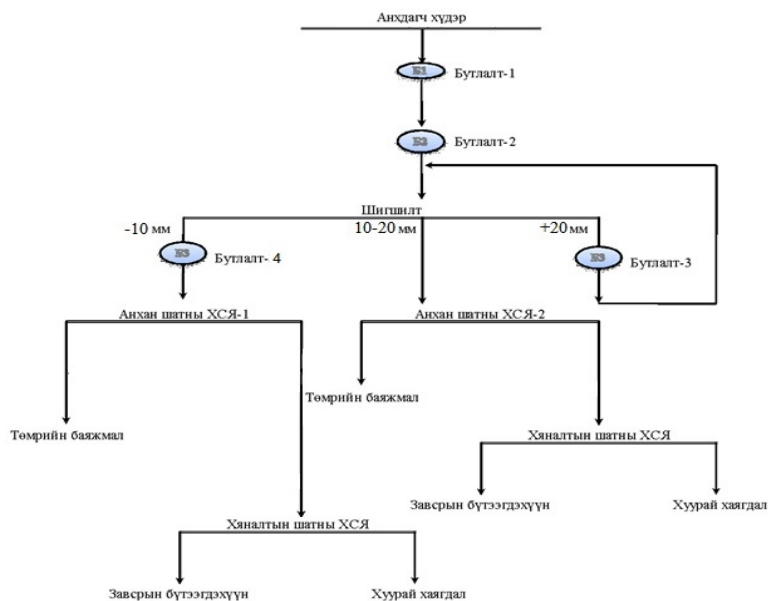 Анхдагч хүдэр
Б1
Бутлалт-1
Б2
Бутлалт-2
Шигшилт
-10 мм
10-20 мм
+20 мм
Б3
Бутлалт- 4
Б3
Бутлалт-3
Анхан шатны ХСЯ-1
Анхан шатны ХСЯ-2
Төмрийн баяжмал
Төмрийн баяжмал
Хяналтын шатны ХСЯ
Завсрын бүтээгдэхүүн
Хуурай хаягдал
Хяналтын шатны ХСЯ
Завсрын бүтээгдэхүүн
Хуурай хаягдал